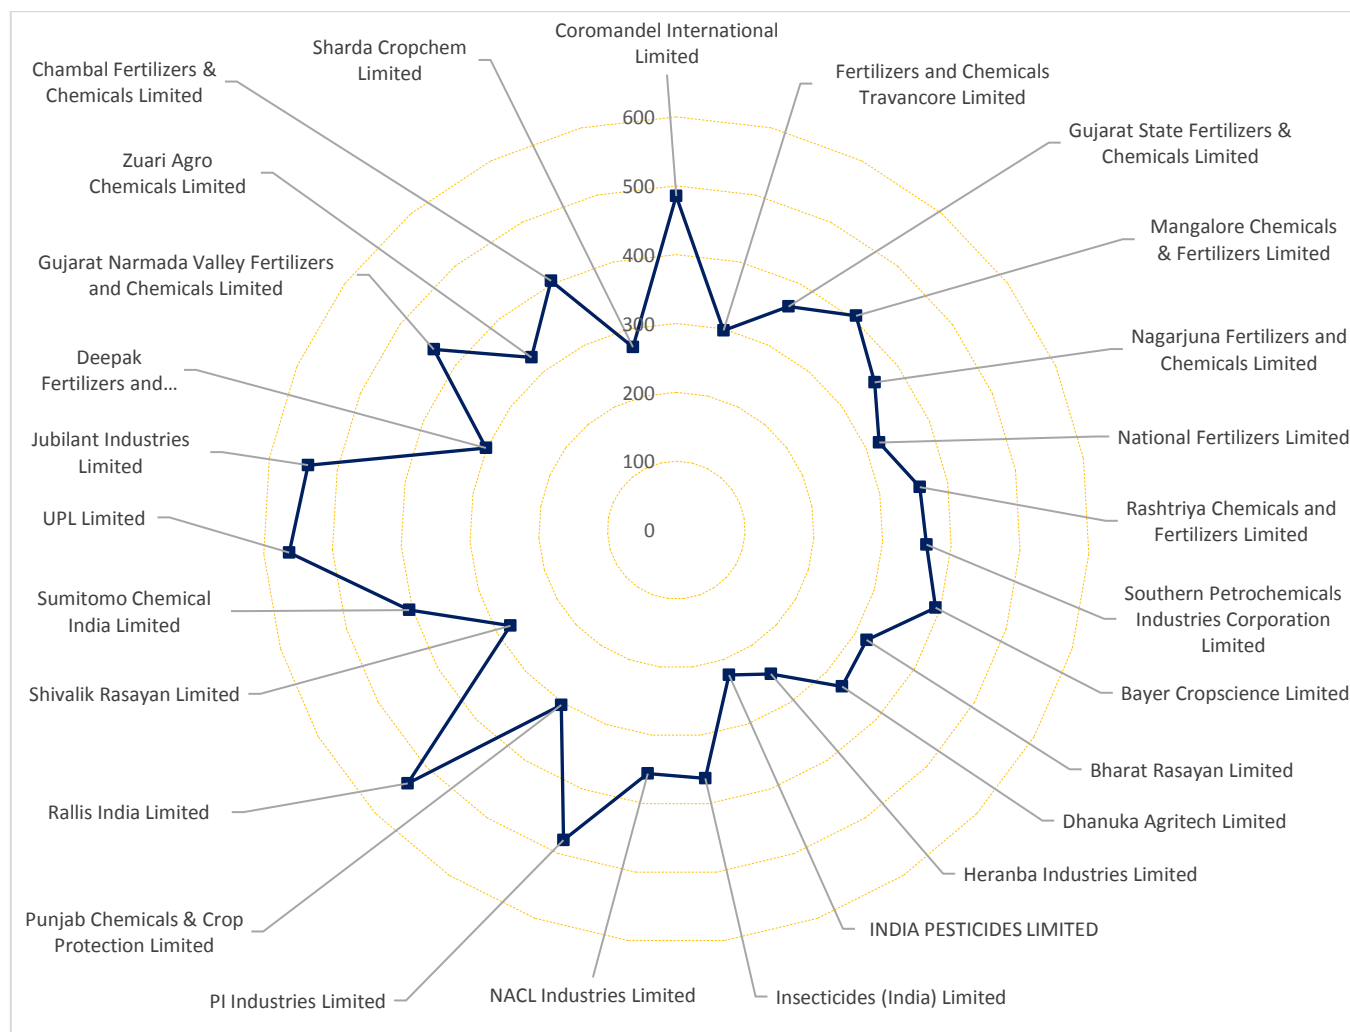 Coromandel International
Limited
Fertilizers and Chemicals
Travancore Limited
Gujarat State Fertilizers &
Chemicals Limited
Mangalore Chemicals
& Fertilizers Limited
Nagarjuna Fertilizers and
Chemicals Limited
National Fertilizers Limited
Rashtriya Chemicals and
Fertilizers Limited
Southern Petrochemicals
Industries Corporation
Limited
Bayer Cropscience Limited
Bharat Rasayan Limited
Dhanuka Agritech Limited
Heranba Industries Limited
INDIA PESTICIDES LIMITED
Insecticides (India) Limited
NACL Industries Limited
PI Industries Limited
Punjab Chemicals & Crop
Protection Limited
Rallis India Limited
Shivalik Rasayan Limited
Sumitomo Chemical
India Limited
UPL Limited
Jubilant Industries
Limited
Deepak
Fertilizers and...
Gujarat Narmada Valley Fertilizers
and Chemicals Limited
Zuari Agro
Chemicals Limited
Chambal Fertilizers &
Chemicals Limited
Sharda Cropchem
Limited
600
500
400
300
200
100
0